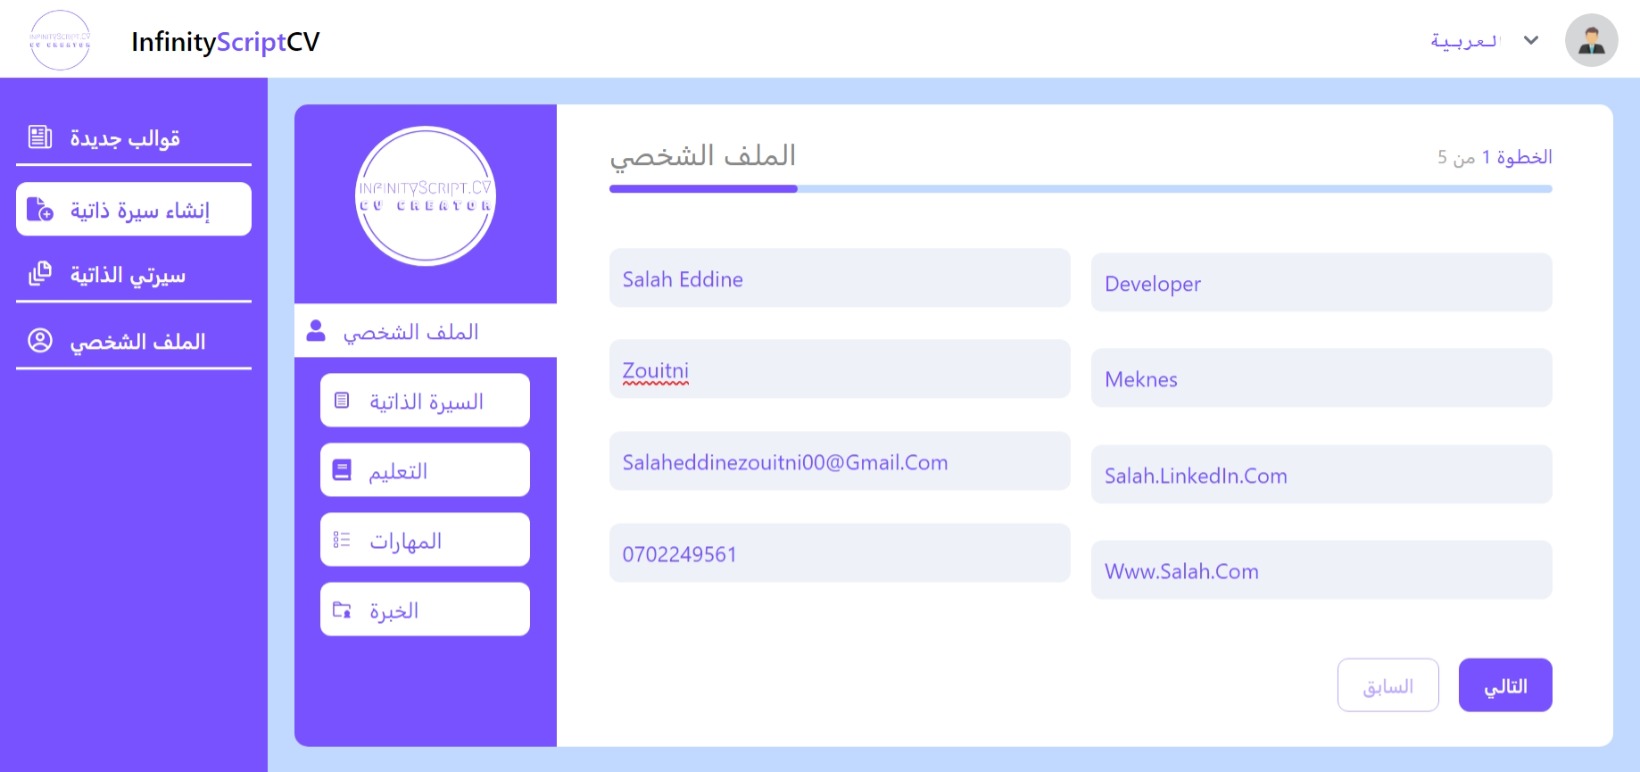 INFINITYSCRIPT.CV
CV CREATOR
InfinityScriptCV
العربية
قوالب جديدة
إنشاء سيرة ذاتية
سيرتي الذاتية
الملف الشخصي
INFINITYSCRIPT.CV
CV CREATOR
الملف الشخصي
السيرة الذاتية
التعليم
المهارات
الخبرة
الملف الشخصي
الخطوة 1 من 5
Salah Eddine
Developer
Zouitni
Meknes
Salaheddinezouitni00@Gmail.Com
Salah.LinkedIn.Com
0702249561
Www.Salah.Com
السابق
التالي